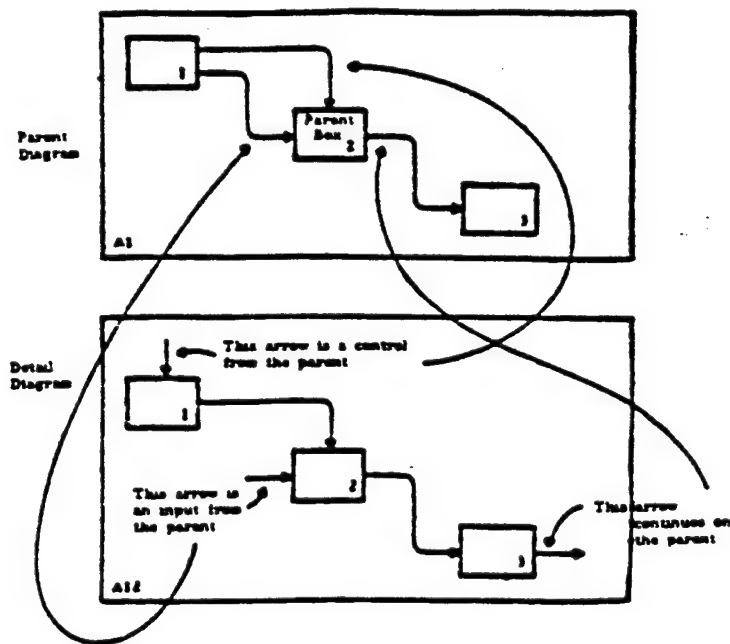 1
Parent
Box
2
Parent
Diagram
3
A1
This arrow is a control
from the parent
Detail
Diagram
1
2
This arrow is
an input from
the parent
This arrow
continues on
the parent
3
A12